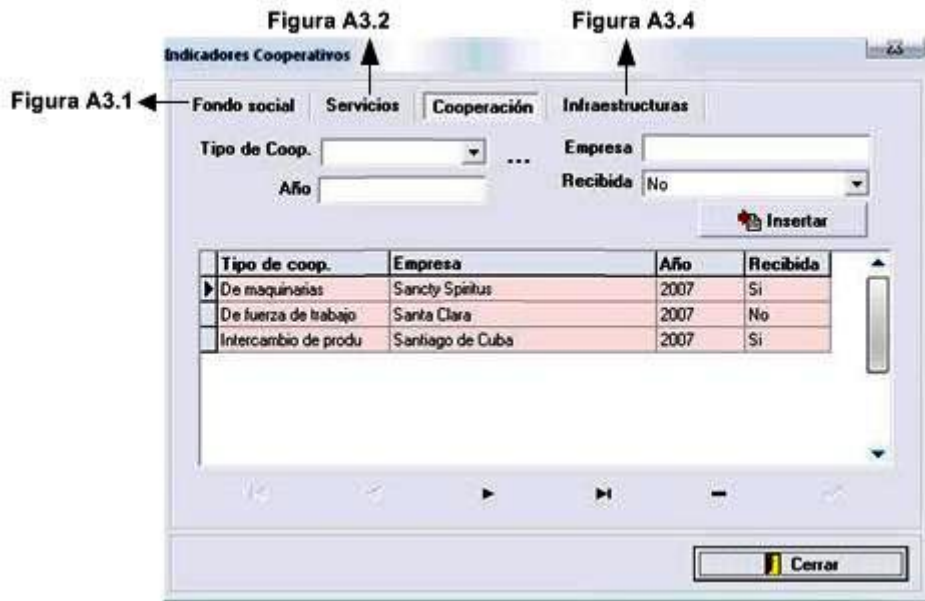 Figura A3.2 Figura A3.4
Indicadores Cooperativos
Figura A3.1 Fondo social Servicios Cooperación Infraestructuras
Tipo de Coop. ... Empresa
Año Recibida No
Insertar
Tipo de coop. Empresa Año Recibida
De maquinarias Sancty Spiritus 2007 Si
De fuerza de trabajo Santa Clara 2007 No
Intercambio de produ Santiago de Cuba 2007 Si
Cerrar